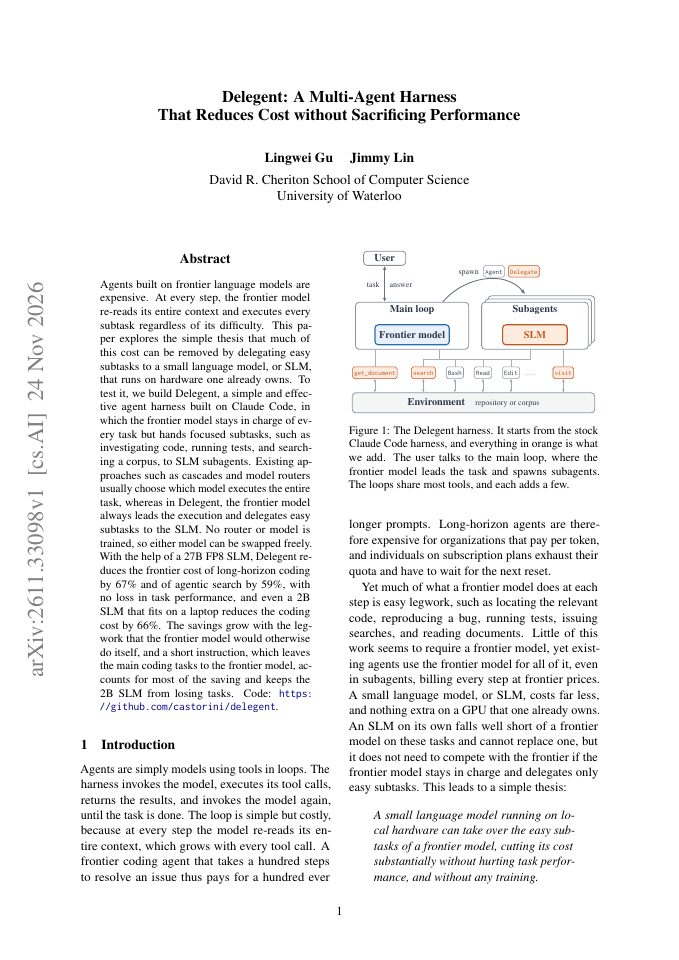 Delegent: A Multi-Agent Harness
That Reduces Cost without Sacrificing Performance
Lingwei Gu Jimmy Lin
David R. Cheriton School of Computer Science
University of Waterloo
arXiv:2611.33098v1 [cs.AI] 24 Nov 2026
Abstract
Agents built on frontier language models are
expensive. At every step, the frontier model
re-reads its entire context and executes every
subtask regardless of its difficulty. This pa-
per explores the simple thesis that much of
this cost can be removed by delegating easy
subtasks to a small language model, or SLM,
that runs on hardware one already owns. To
test it, we build Delegent, a simple and effec-
tive agent harness built on Claude Code, in
which the frontier model stays in charge of ev-
ery task but hands focused subtasks, such as
investigating code, running tests, and search-
ing a corpus, to SLM subagents. Existing ap-
proaches such as cascades and model routers
usually choose which model executes the entire
task, whereas in Delegent, the frontier model
always leads the execution and delegates easy
subtasks to the SLM. No router or model is
trained, so either model can be swapped freely.
With the help of a 27B FP8 SLM, Delegent re-
duces the frontier cost of long-horizon coding
by 67% and of agentic search by 59%, with
no loss in task performance, and even a 2B
SLM that fits on a laptop reduces the coding
cost by 66%. The savings grow with the leg-
work that the frontier model would otherwise
do itself, and a short instruction, which leaves
the main coding tasks to the frontier model, ac-
counts for most of the saving and keeps the
2B SLM from losing tasks. Code: https:
//github.com/castorini/delegent.
1 Introduction
Agents are simply models using tools in loops. The
harness invokes the model, executes its tool calls,
returns the results, and invokes the model again,
until the task is done. The loop is simple but costly,
because at every step the model re-reads its en-
tire context, which grows with every tool call. A
frontier coding agent that takes a hundred steps
to resolve an issue thus pays for a hundred ever
User
task answer
spawn Agent Delegate
Main loop
Frontier model
Subagents
SLM
get_document search Bash Read Edit ... visit
Environment repository or corpus
Figure 1: The Delegent harness. It starts from the stock
Claude Code harness, and everything in orange is what
we add. The user talks to the main loop, where the
frontier model leads the task and spawns subagents.
The loops share most tools, and each adds a few.
longer prompts. Long-horizon agents are there-
fore expensive for organizations that pay per token,
and individuals on subscription plans exhaust their
quota and have to wait for the next reset.
Yet much of what a frontier model does at each
step is easy legwork, such as locating the relevant
code, reproducing a bug, running tests, issuing
searches, and reading documents. Little of this
work seems to require a frontier model, yet exist-
ing agents use the frontier model for all of it, even
in subagents, billing every step at frontier prices.
A small language model, or SLM, costs far less,
and nothing extra on a GPU that one already owns.
An SLM on its own falls well short of a frontier
model on these tasks and cannot replace one, but
it does not need to compete with the frontier if the
frontier model stays in charge and delegates only
easy subtasks. This leads to a simple thesis:
A small language model running on lo-
cal hardware can take over the easy sub-
tasks of a frontier model, cutting its cost
substantially without hurting task perfor-
mance, and without any training.
1